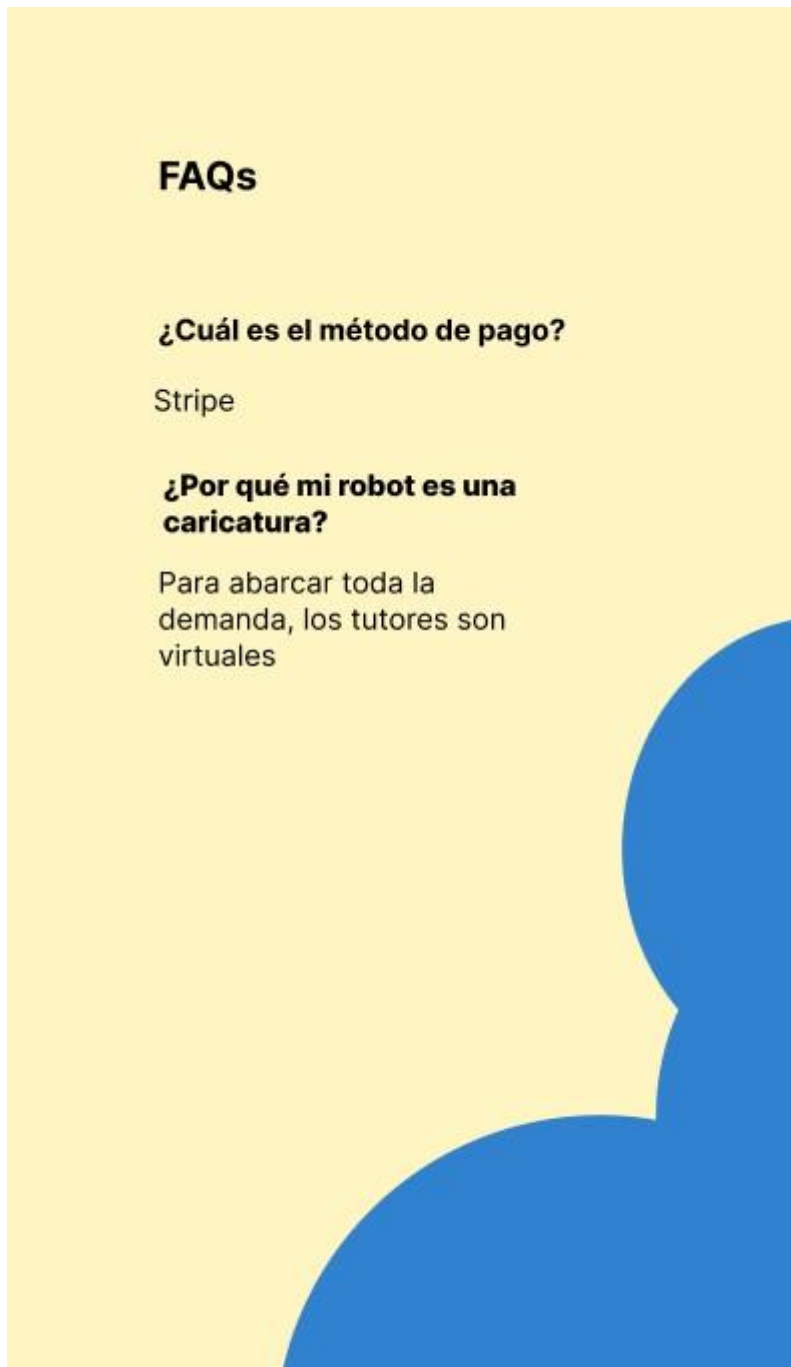 FAQs
¿Cuál es el método de pago?
Stripe
¿Por qué mi robot es una
caricatura?
Para abarcar toda la
demanda, los tutores son
virtuales